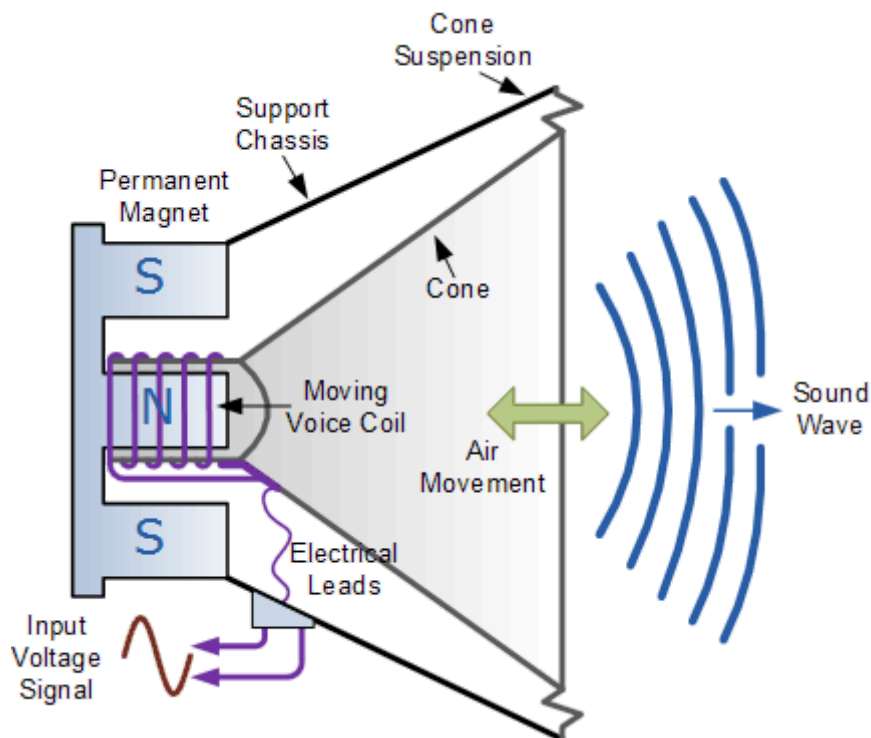 Cone
Suspension
Support
Chassis
Permanent
Magnet
S
Cone
N
Moving
Voice Coil
Sound
Wave
Air
Movement
S
Electrical
Leads
Input
Voltage
Signal